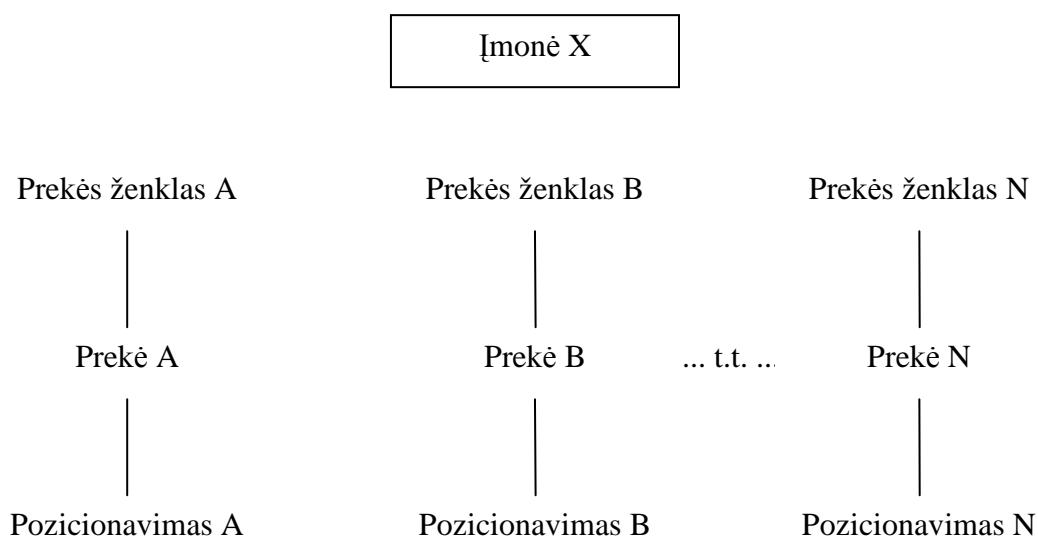 Įmonė X
Prekės ženklas A Prekės ženklas B Prekės ženklas N
Prekė A Prekė B ... t.t. ... Prekė N
Pozicionavimas A Pozicionavimas B Pozicionavimas N